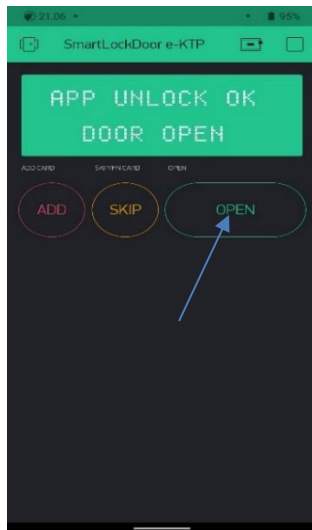 21.06
95%
SmartLockDoor e-KTP
APP UNLOCK OK
DOOR OPEN
ADD CARD
OPEN
ADD
SKIP
OPEN